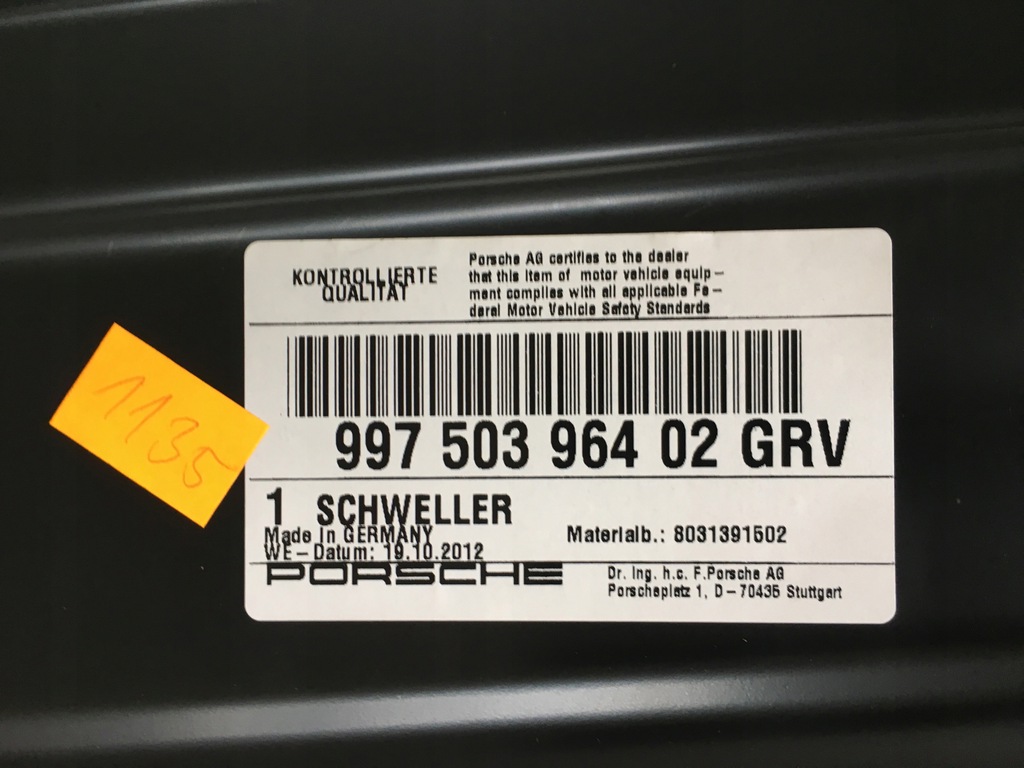 KONTROLLIERTE
QUALITÄT
Porsche AG certifies to the dealer
that this item of motor vehicle equip-
ment complies with all applicable Fe-
deral Motor Vehicle Safety Standards
1135
997 503 964 02 GRV
1 SCHWELLER
Made in GERMANY
WE-Datum: 19.10.2012
Materialb.: 8031391502
PORSCHE
Dr. Ing. h.c. F.Porsche AG
Porscheplatz 1, D-70435 Stuttgart